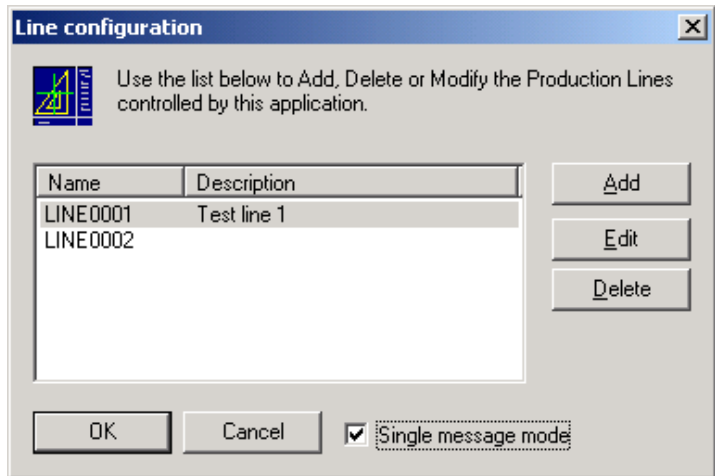 Line configuration
Use the list below to Add, Delete or Modify the Production Lines
controlled by this application.
Name Description
LINE0001 Test line 1
LINE0002
Add
Edit
Delete
OK Cancel Single message mode